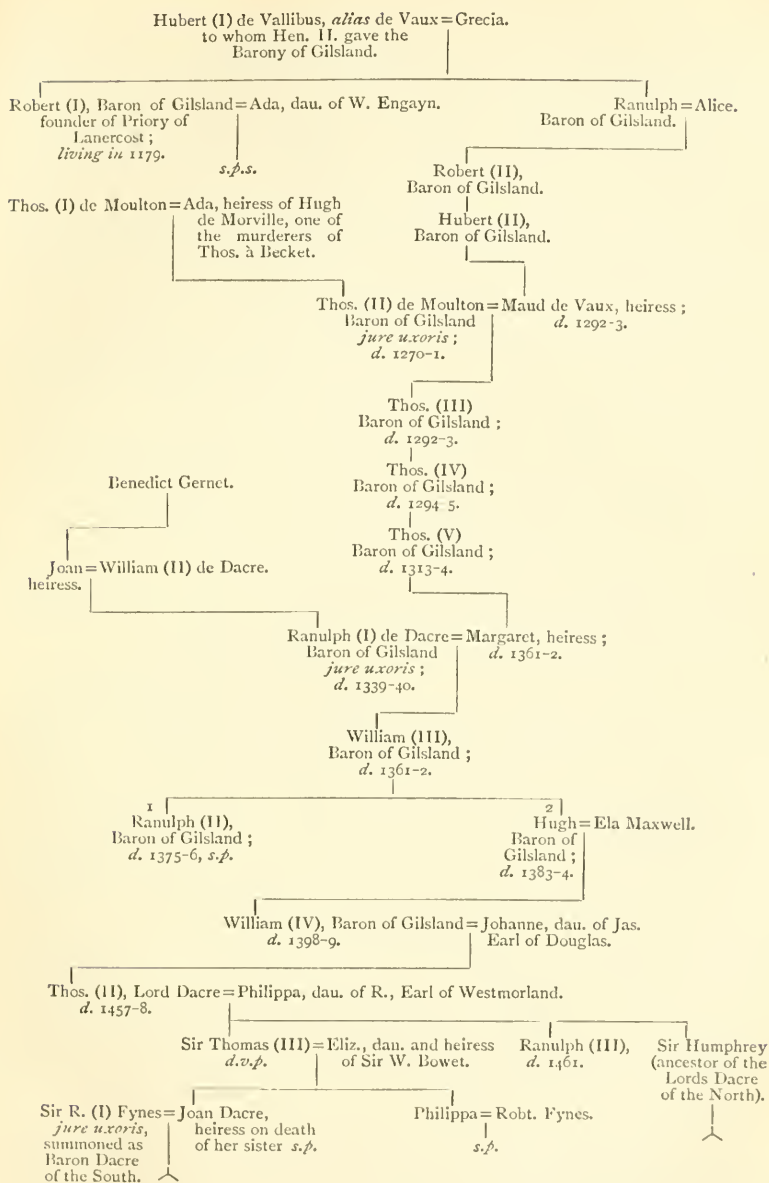 Hubert (I) de Vallibus, alias de Vaux = Grecia.
to whom Hen. II. gave the
Barony of Gilsland.
Robert (I), Baron of Gilsland = Ada, dau. of W. Engayn.
founder of Priory of
Lanercost ;
living in 1179.
s.p.s.
Ranulph = Alice.
Baron of Gilsland.
Robert (II),
Baron of Gilsland.
Hubert (II),
Baron of Gilsland.
Thos. (I) de Moulton = Ada, heiress of Hugh
de Morville, one of
the murderers of
Thos. à Becket.
Thos. (II) de Moulton = Maud de Vaux, heiress ;
Baron of Gilsland
jure uxoris ;
d. 1270-1.
d. 1292-3.
Thos. (III)
Baron of Gilsland ;
d. 1292-3.
Thos. (IV)
Baron of Gilsland ;
d. 1294-5.
Thos. (V)
Baron of Gilsland ;
d. 1313-4.
Benedict Gernet.
Joan = William (II) de Dacre.
heiress.
Ranulph (I) de Dacre = Margaret, heiress ;
Baron of Gilsland
jure uxoris ;
d. 1339-40.
d. 1361-2.
William (III),
Baron of Gilsland ;
d. 1361-2.
1
Ranulph (II),
Baron of Gilsland ;
d. 1375-6, s.p.
2
Hugh = Ela Maxwell.
Baron of
Gilsland ;
d. 1383-4.
William (IV), Baron of Gilsland = Johanne, dau. of Jas.
d. 1398-9.
Earl of Douglas.
Thos. (II), Lord Dacre = Philippa, dau. of R., Earl of Westmorland.
d. 1457-8.
Sir Thomas (III) = Eliz., dau. and heiress
d.v.p.
of Sir W. Bowet.
Ranulph (III),
d. 1461.
Sir Humphrey
(ancestor of the
Lords Dacre
of the North).
Sir R. (I) Fynes = Joan Dacre,
jure uxoris,
summoned as
Baron Dacre
of the South.
heiress on death
of her sister s.p.
Philippa = Robt. Fynes.
s.p.